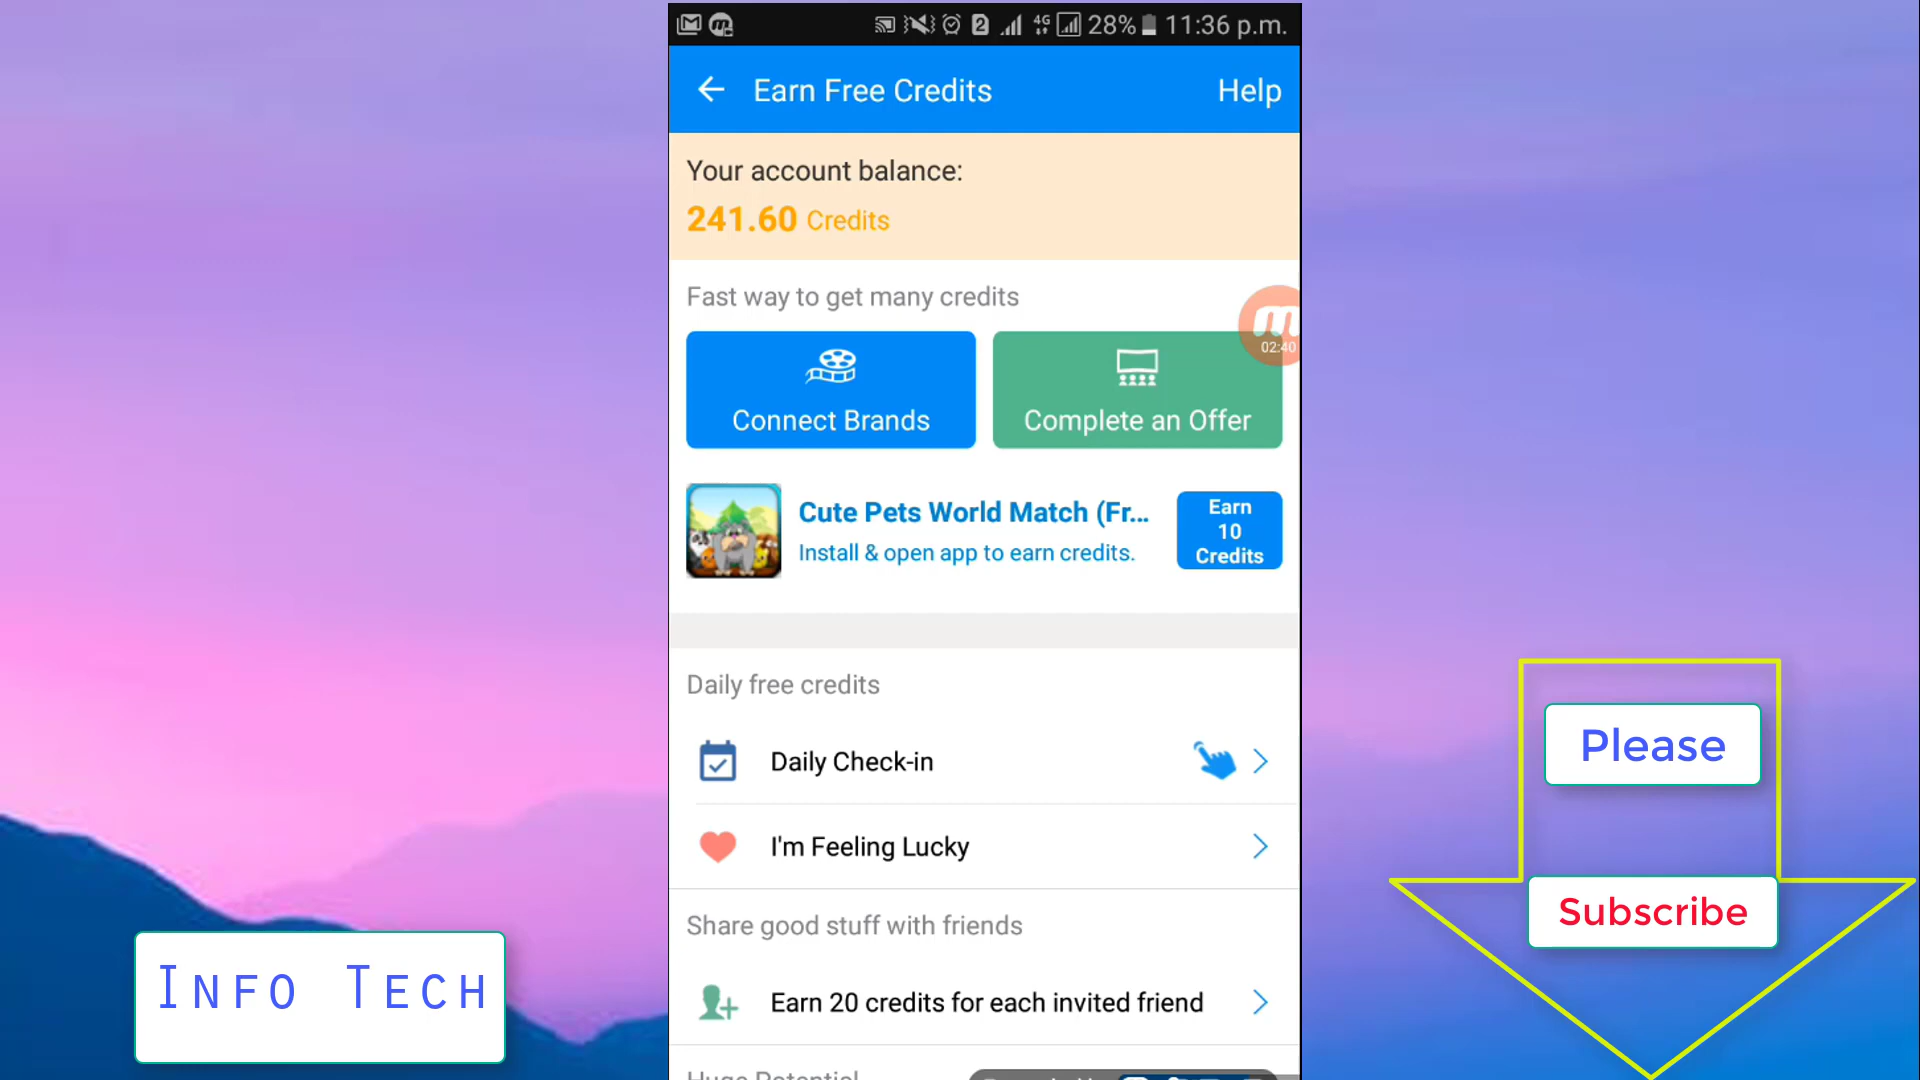 4G 28% 11:36 p.m.
Earn Free Credits Help
Your account balance:
241.60 Credits
Fast way to get many credits
02:40
Connect Brands
Complete an Offer
Cute Pets World Match (Fr...
Install & open app to earn credits.
Earn
10
Credits
Daily free credits
Daily Check-in
I'm Feeling Lucky
Share good stuff with friends
Earn 20 credits for each invited friend
Info Tech
Please
Subscribe